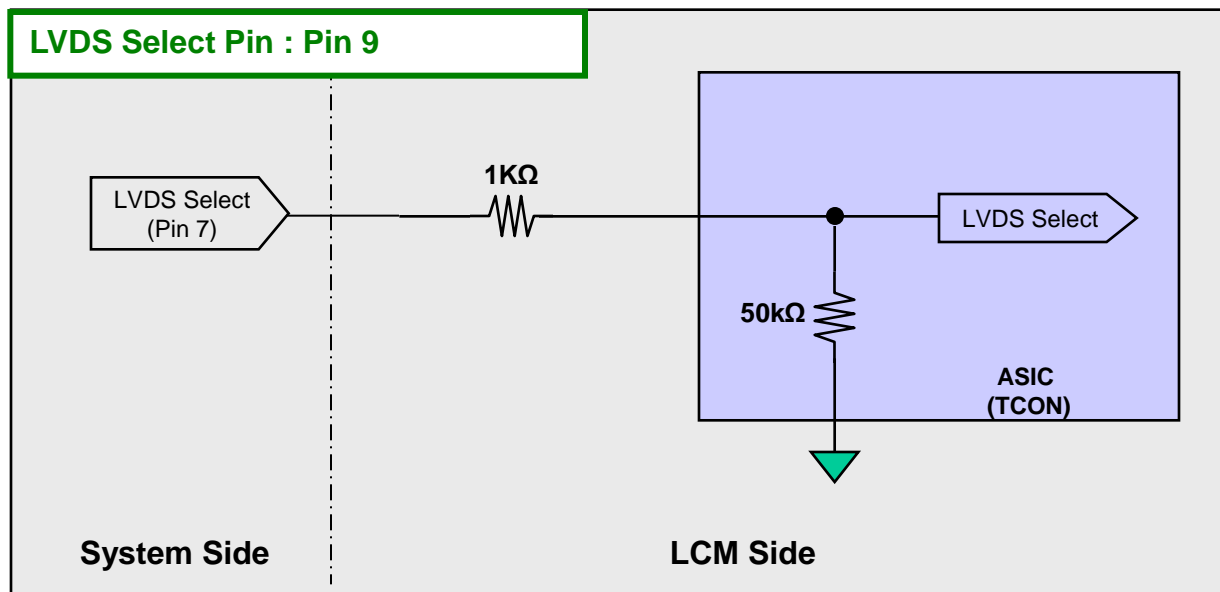 LVDS Select Pin : Pin 9
1KΩ
LVDS Select
(Pin 7)
LVDS Select
50kΩ
ASIC
(TCON)
System Side
LCM Side